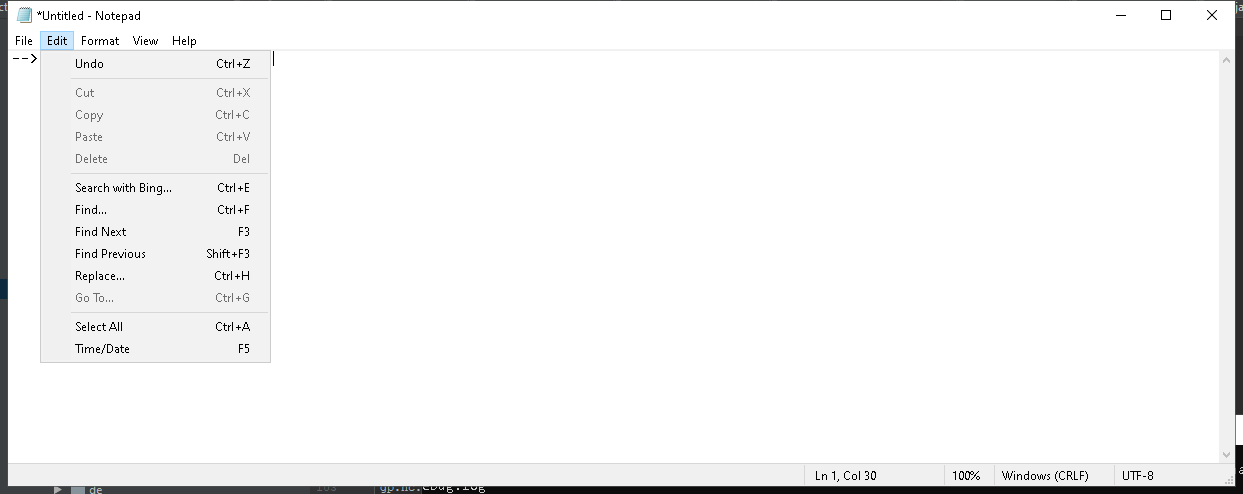 *Untitled - Notepad
File Edit Format View Help
-->
Undo Ctrl+Z
Cut Ctrl+X
Copy Ctrl+C
Paste Ctrl+V
Delete Del
Search with Bing... Ctrl+E
Find... Ctrl+F
Find Next F3
Find Previous Shift+F3
Replace... Ctrl+H
Go To... Ctrl+G
Select All Ctrl+A
Time/Date F5
Ln 1, Col 30 100% Windows (CRLF) UTF-8
de